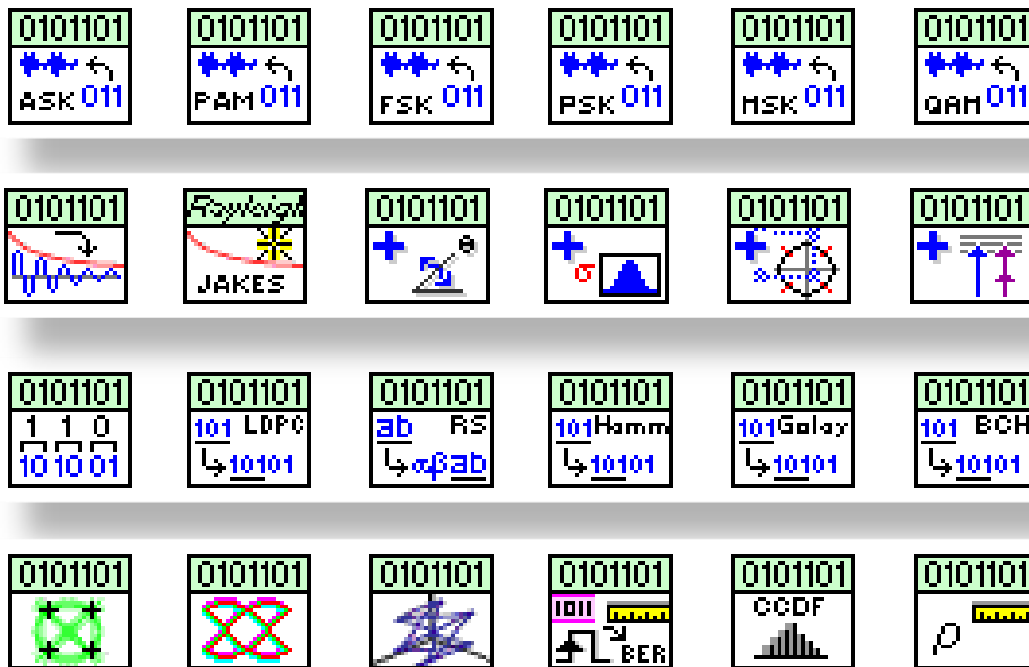 0101101 0101101 0101101 0101101 0101101 0101101
ASK 011 PAM 011 FSK 011 PSK 011 MSK 011 QAM 011
0101101 Rayleigh 0101101 0101101 0101101 0101101
JAKES θ σ
0101101 0101101 0101101 0101101 0101101 0101101
1 1 0 101 LDPC ab RS 101 Hamm 101 Golay 101 BCH
10 10 01 10101 αβab 10101 10101 10101
0101101 0101101 0101101 0101101 0101101 0101101
1011 CCDF
BER ρ